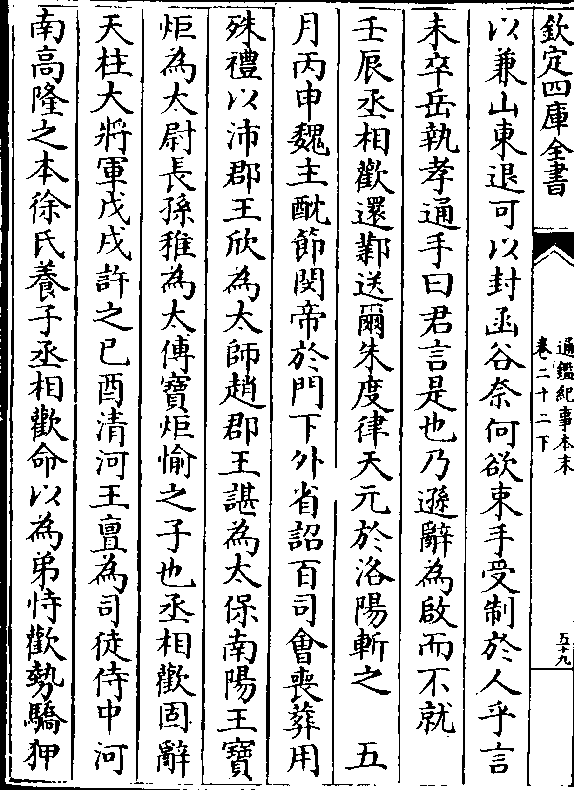 欽定四庫全書
通鑑紀事本末
卷二十二下
五十九
以兼山東退可以封函谷奈何欲束手受制於人乎言
未卒岳執孝通手曰君言是也乃遜辭為啟而不就
壬辰丞相歡還鄴送爾朱度律天元於洛陽斬之　五
月丙申魏主酖節閔帝於門下外省詔百司會喪葬用
殊禮以沛郡王欣為太師趙郡王諶為太保南陽王寶
炬為太尉長孫稚為太傅寶炬愉之子也丞相歡固辭
天柱大將軍戊戌許之己酉清河王亶為司徒侍中河
南高隆之本徐氏養子丞相歡命以為弟恃歡勢驕狎